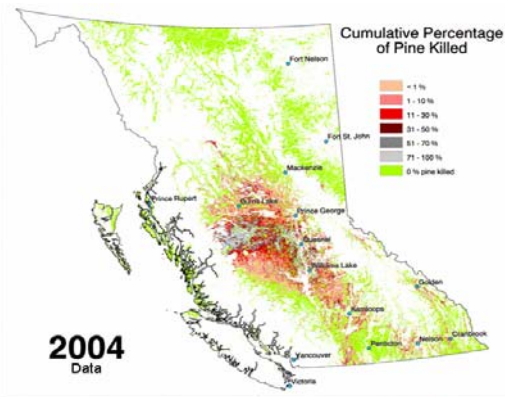 Cumulative Percentage
of Pine Killed
< 1 %
1 - 10 %
11 - 30 %
31 - 50 %
51 - 70 %
71 - 100 %
0 % pine killed
Fort Nelson
Fort St. John
Mackenzie
Prince Rupert
Burns Lake
Prince George
Quesnel
Williams Lake
Golden
Kamloops
Penticton
Nelson
Cranbrook
Vancouver
Victoria
2004
Data